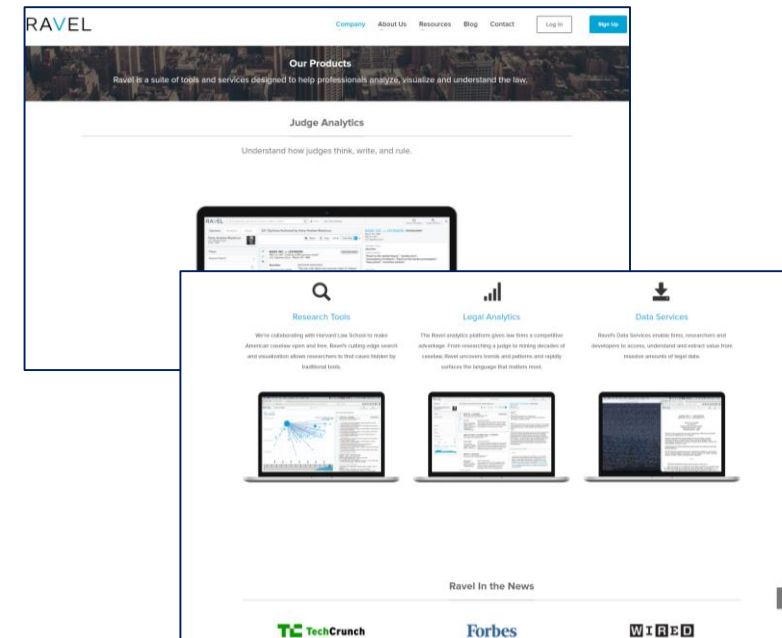 RAVEL
Company About Us Resources Blog Contact Log In Sign Up
Our Products
Ravel is a suite of tools and services designed to help professionals analyze, visualize and understand the law.
Judge Analytics
Understand how judges think, write, and rule.
RAVEL
Research Tools
We're collaborating with Harvard Law School to make
American caselaw open and free. Ravel's cutting edge search
and visualization allows researchers to find cases hidden by
traditional tools.
Legal Analytics
The Ravel analytics platform gives law firms a competitive
advantage. From researching a judge to mining decades of
caselaw, Ravel uncovers trends and patterns and rapidly
surfaces the language that matters most.
Data Services
Ravel's Data Services enable firms, researchers and
developers to access, understand and extract value from
massive amounts of legal data.
Ravel In the News
TechCrunch
Forbes
WIRED